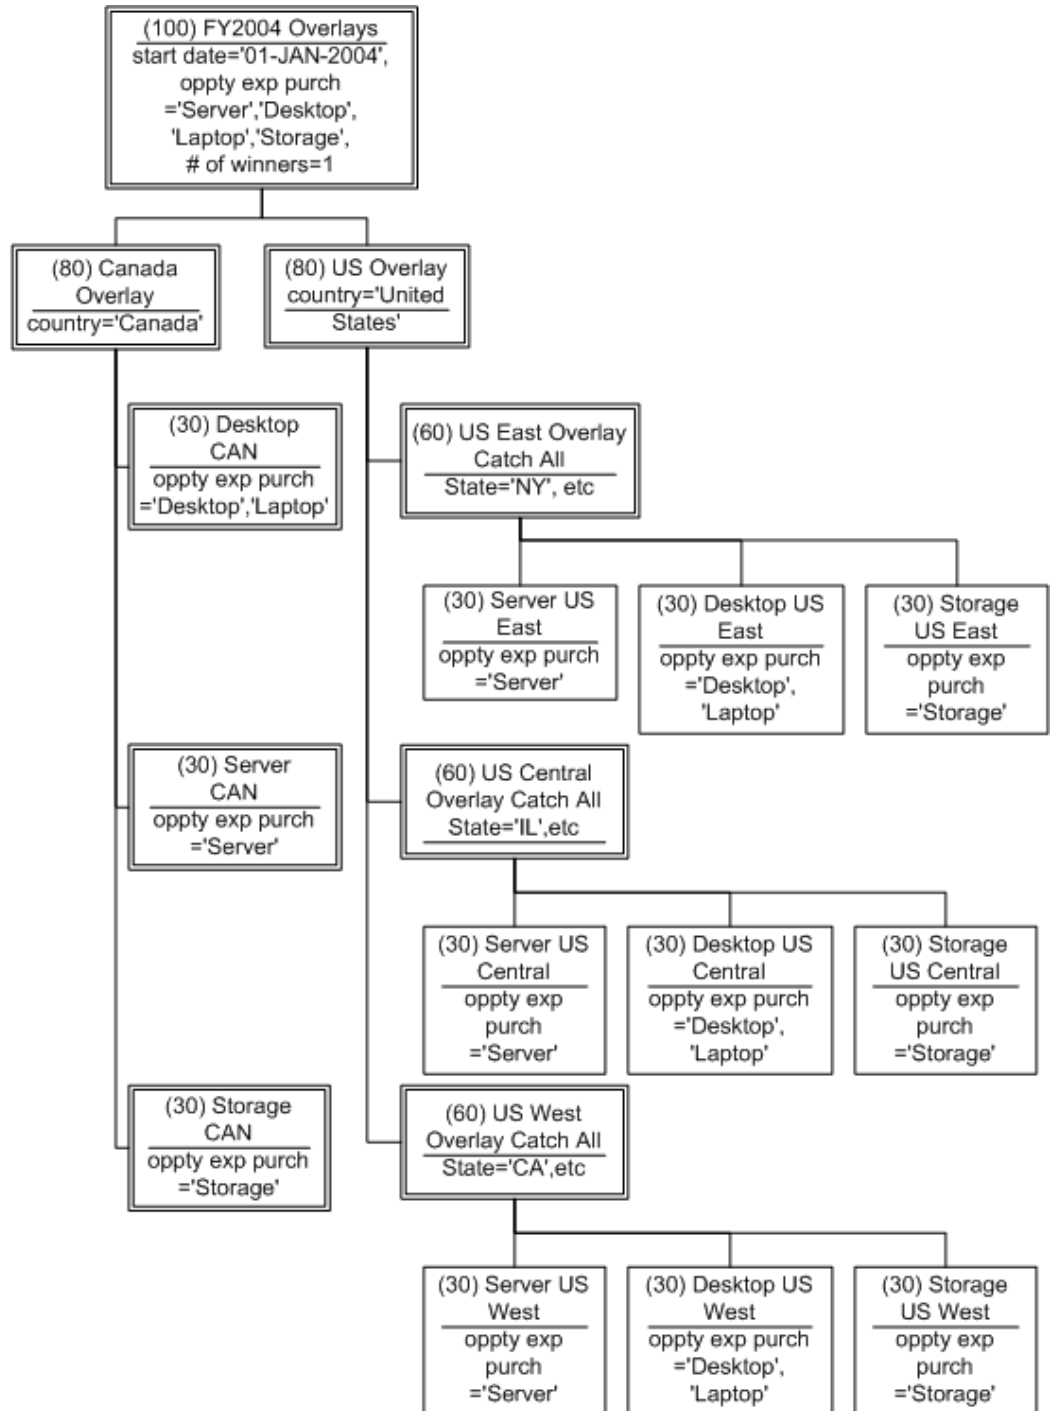 (100) FY2004 Overlays
start date='01-JAN-2004',
oppty exp purch
='Server','Desktop',
'Laptop','Storage',
# of winners=1
(80) Canada
Overlay
country='Canada'
(80) US Overlay
country='United
States'
(30) Desktop
CAN
oppty exp purch
='Desktop','Laptop'
(60) US East Overlay
Catch All
State='NY', etc
(30) Server US
East
oppty exp purch
='Server'
(30) Desktop US
East
oppty exp purch
='Desktop',
'Laptop'
(30) Storage
US East
oppty exp
purch
='Storage'
(30) Server
CAN
oppty exp purch
='Server'
(60) US Central
Overlay Catch All
State='IL',etc
(30) Server US
Central
oppty exp
purch
='Server'
(30) Desktop US
Central
oppty exp purch
='Desktop',
'Laptop'
(30) Storage
US Central
oppty exp
purch
='Storage'
(30) Storage
CAN
oppty exp purch
='Storage'
(60) US West
Overlay Catch All
State='CA',etc
(30) Server US
West
oppty exp
purch
='Server'
(30) Desktop US
West
oppty exp purch
='Desktop',
'Laptop'
(30) Storage
US West
oppty exp
purch
='Storage'